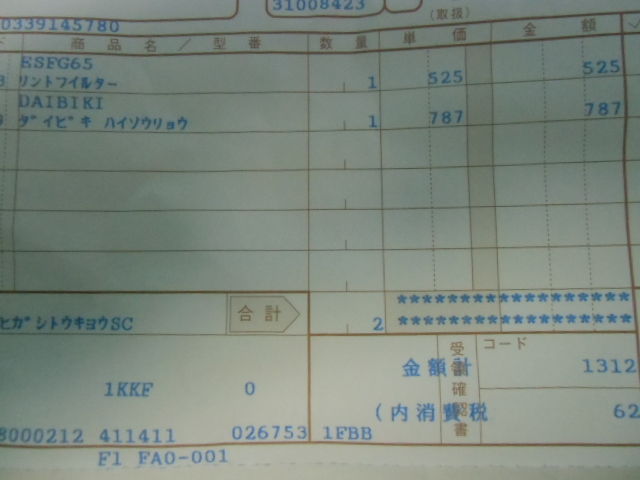 31008423
(取扱)
0339145780
商品名/型番 数量 単価 金額
ESFG65 525
リントフイルター 1 525
DAIBIKI 787
ダイビキ ハイソウリョウ 1 787
ヒガシトウキョウSC 合計 2 ********************
********************
金額計 受領確認書 コード 1312
1KKF 0
(内消費税 62
8000212 411411 026753 1FBB
F1 FA0-001